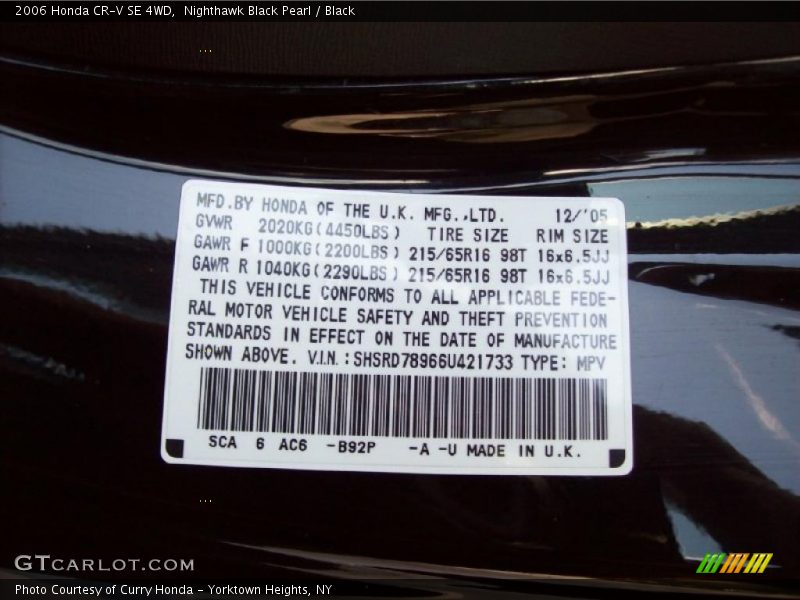 2006 Honda CR-V SE 4WD,  Nighthawk Black Pearl / Black
MFD.BY HONDA OF THE U.K. MFG.,LTD. 12/'05
GVWR 2020KG(4450LBS) TIRE SIZE RIM SIZE
GAWR F 1000KG(2200LBS) 215/65R16 98T 16x6.5JJ
GAWR R 1040KG(2290LBS) 215/65R16 98T 16x6.5JJ
THIS VEHICLE CONFORMS TO ALL APPLICABLE FEDE-
RAL MOTOR VEHICLE SAFETY AND THEFT PREVENTION
STANDARDS IN EFFECT ON THE DATE OF MANUFACTURE
SHOWN ABOVE. V.I.N.:SHSRD78966U421733 TYPE: MPV
SCA 6 AC6 -B92P -A -U MADE IN U.K.
GTCARLOT.COM
Photo Courtesy of Curry Honda - Yorktown Heights, NY